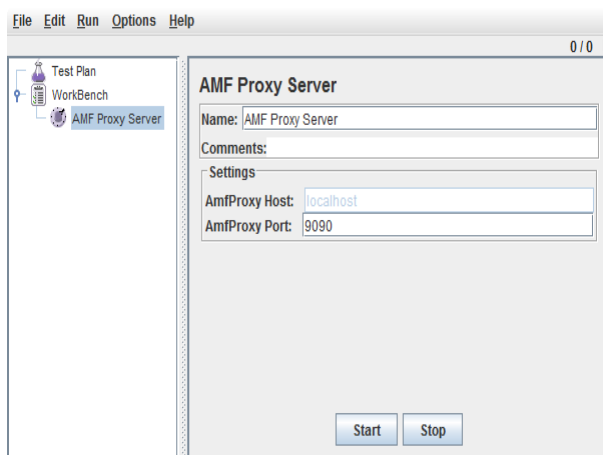 File Edit Run Options Help
0 / 0
Test Plan
WorkBench
AMF Proxy Server
AMF Proxy Server
Name: AMF Proxy Server
Comments:
Settings
AmfProxy Host: localhost
AmfProxy Port: 9090
Start Stop